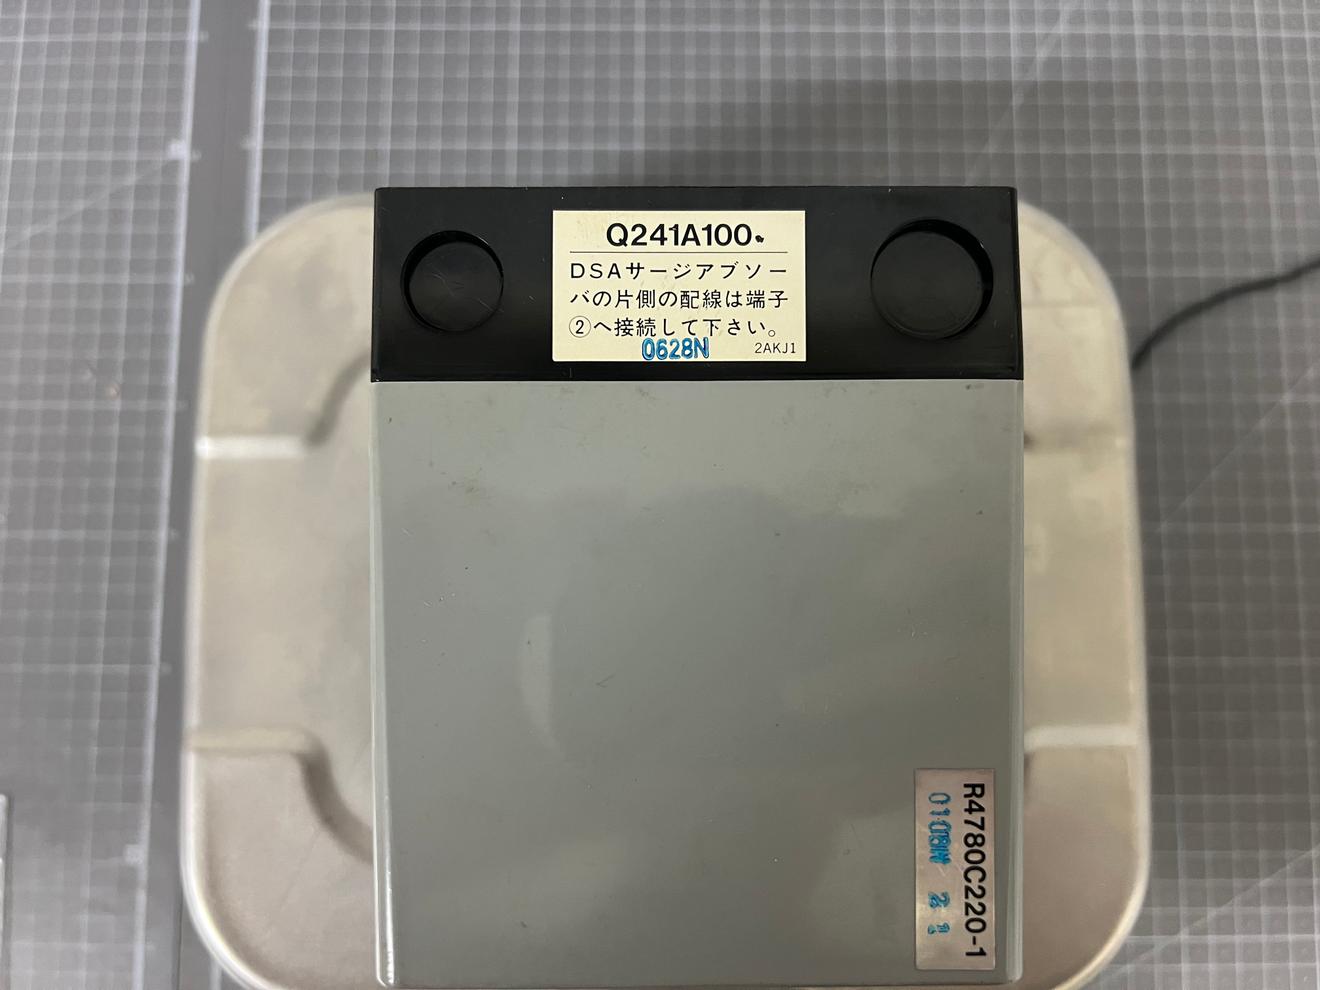 Q241A100
DSAサージアブソー
バの片側の配線は端子
②へ接続して下さい。
0628N 2AKJ1
R4780C220-1